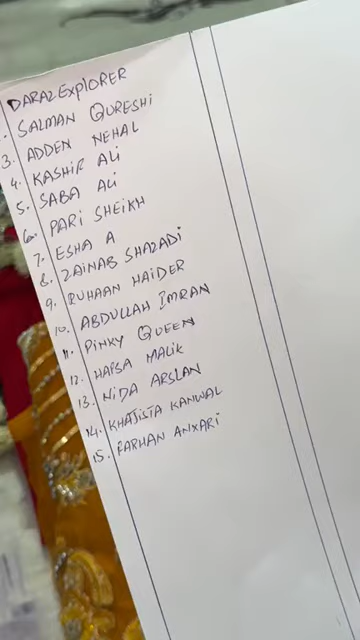 DARAZ EXPLORER
. SALMAN QURESHI
3. ADDEN NEHAL
4. KASHIF ALI
5. SABA ALI
6. PARI SHEIKH
7. ESHA A
8. ZAINAB SHAZADI
9. RUHAAN HAIDER
10. ABDULLAH IMRAN
11. PINKY QUEEN
12. HAFSA MALIK
13. NIDA ARSLAN
14. KHAJISTA KANWAL
15. FARHAN ANXARI